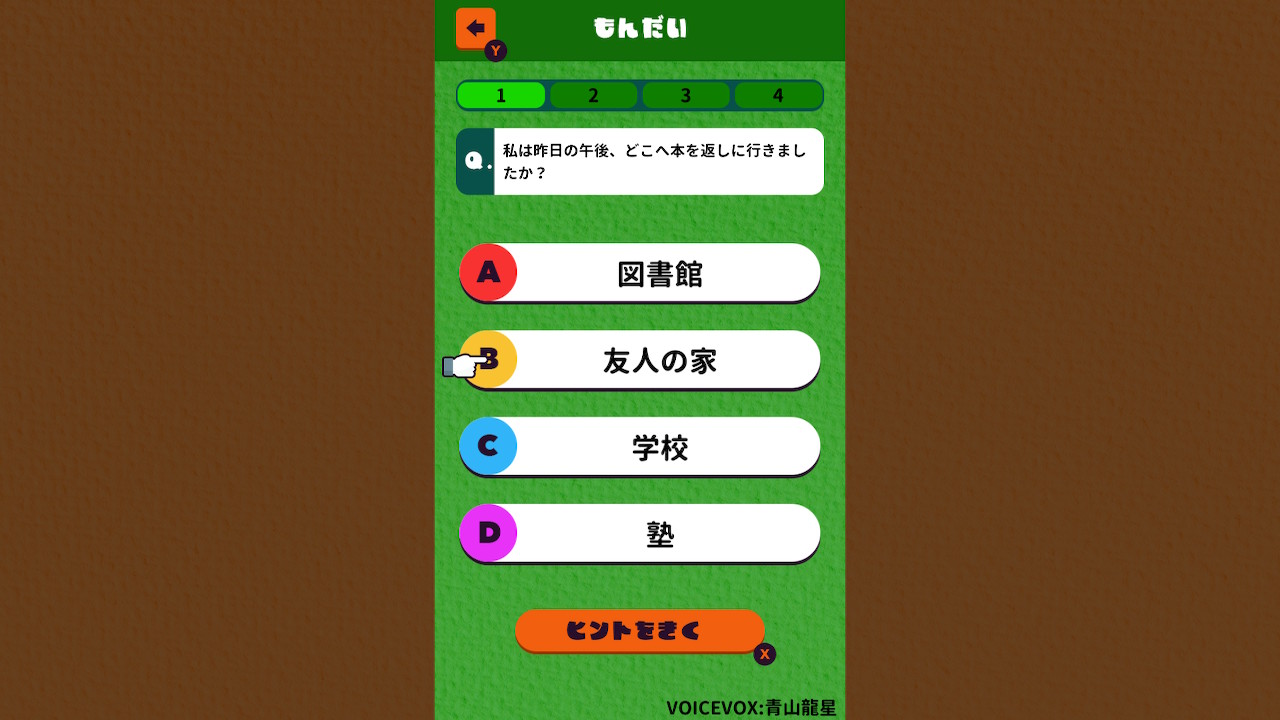 もんだい
Y
1 2 3 4
Q.
私は昨日の午後、どこへ本を返しに行きまし
たか？
A 図書館
B 友人の家
C 学校
D 塾
ヒントをきく
X
VOICEVOX:青山龍星